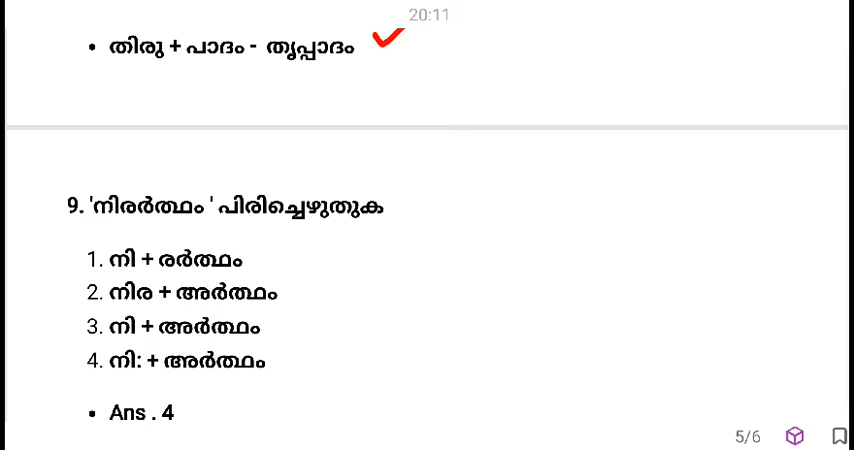 20:11
• തിരു + പാദം - തൃപ്പാദം
9. 'നിരർത്ഥം ' പിരിച്ചെഴുതുക
1. നി + രർത്ഥം
2. നിര + അർത്ഥം
3. നി + അർത്ഥം
4. നി: + അർത്ഥം
• Ans . 4
5/6